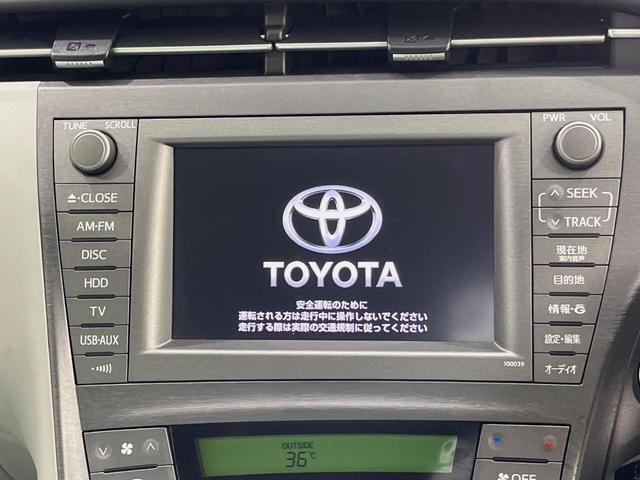 TUNE SCROLL
PWR VOL
⏏•CLOSE
AM•FM
DISC
HDD
TV
USB•AUX
TOYOTA
安全運転のために
運転される方は走行中に操作しないでください
走行する際は実際の交通規制に従ってください
100039
SEEK
TRACK
現在地
案内音声
目的地
情報•G
設定•編集
オーディオ
OUTSIDE
36℃
OFF